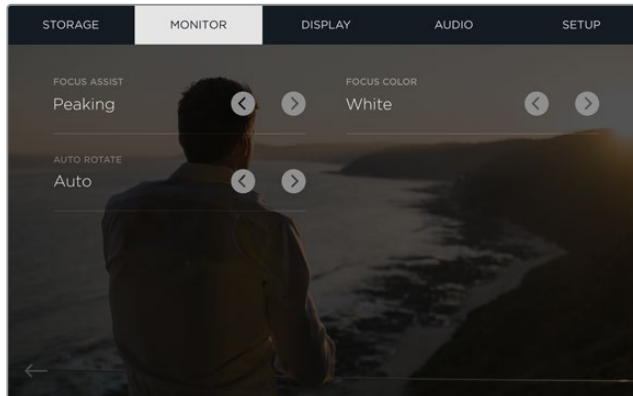 STORAGE MONITOR DISPLAY AUDIO SETUP
FOCUS ASSIST FOCUS COLOR
Peaking White
AUTO ROTATE
Auto